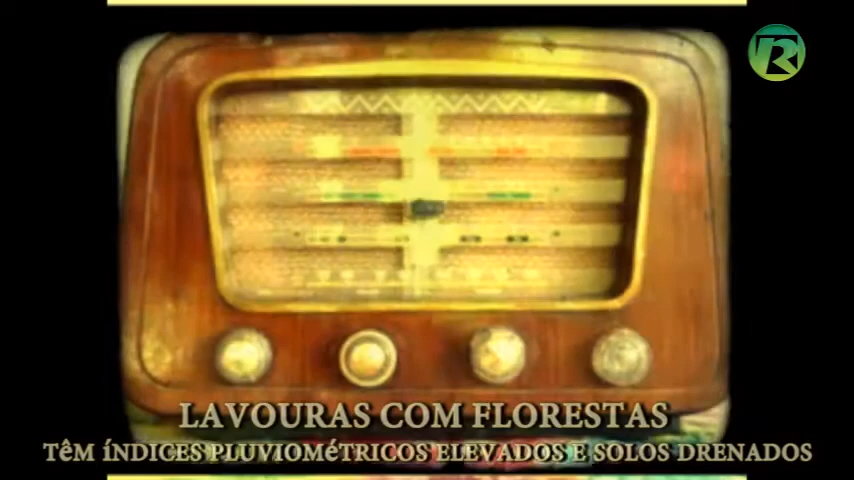 R
LAVOURAS COM FLORESTAS
TêM íNDICES PLUVIOMéTRICOS ELEVADOS E SOLOS DRENADOS